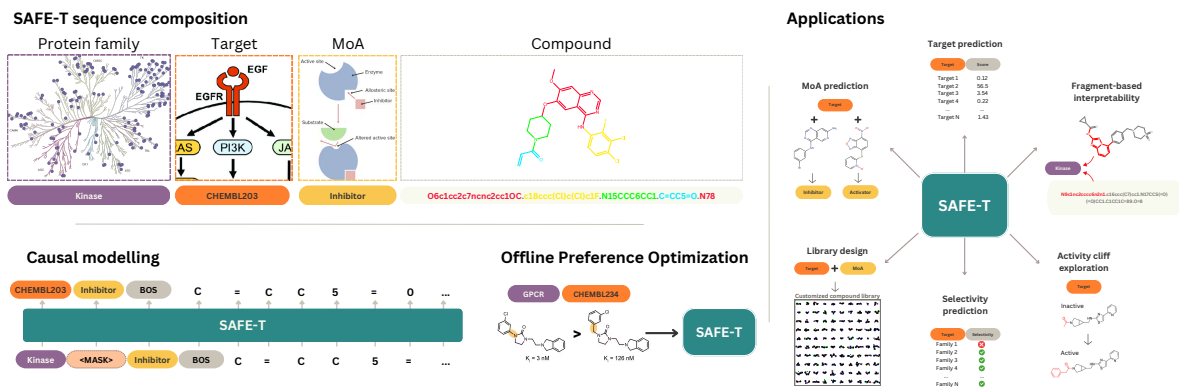 SAFE-T sequence composition
Protein family
Target
MoA
Compound
EGF
EGFR
AS
PI3K
JA
Active site
Enzyme
Allosteric site
Inhibitor
Substrate
Altered active site
Kinase
CHEMBL203
Inhibitor
O6c1cc2c7ncnc2cc1OC.c18ccc(Cl)c(Cl)c1F.N15CCC6CC1.C=CC5=O.N78
Causal modelling
CHEMBL203
Inhibitor
BOS
C
=
C
C
5
=
O
...
SAFE-T
Kinase
<MASK>
Inhibitor
BOS
C
=
C
C
5
=
...
Offline Preference Optimization
GPCR
CHEMBL234
>
Ki = 3 nM
Ki = 126 nM
SAFE-T
Applications
Target prediction
Target
Score
Target 1 0.12
Target 2 56.5
Target 3 3.54
Target 4 0.22
... ...
Target N 1.43
MoA prediction
Target
+
+
Inhibitor
Activator
Fragment-based
interpretability
Kinase
SAFE-T
Library design
Target
+
MoA
Customized compound library
Selectivity
prediction
Target
Selectivity
Family 1
Family 2
Family 3
Family 4
...
Family N
Activity cliff
exploration
Target
Inactive
Active